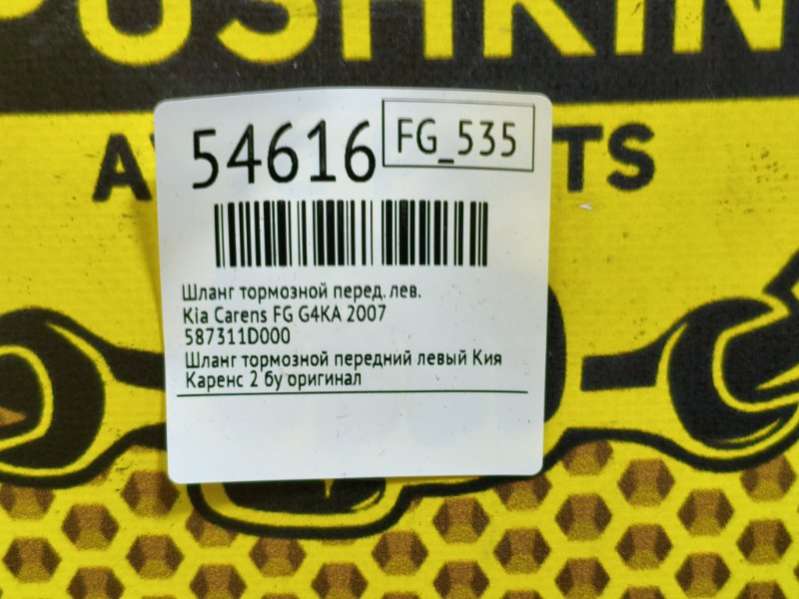 PUSHKIN
54616
FG_535
Шланг тормозной перед. лев.
Kia Carens FG G4KA 2007
587311D000
Шланг тормозной передний левый Кия
Каренс 2 бу оригинал